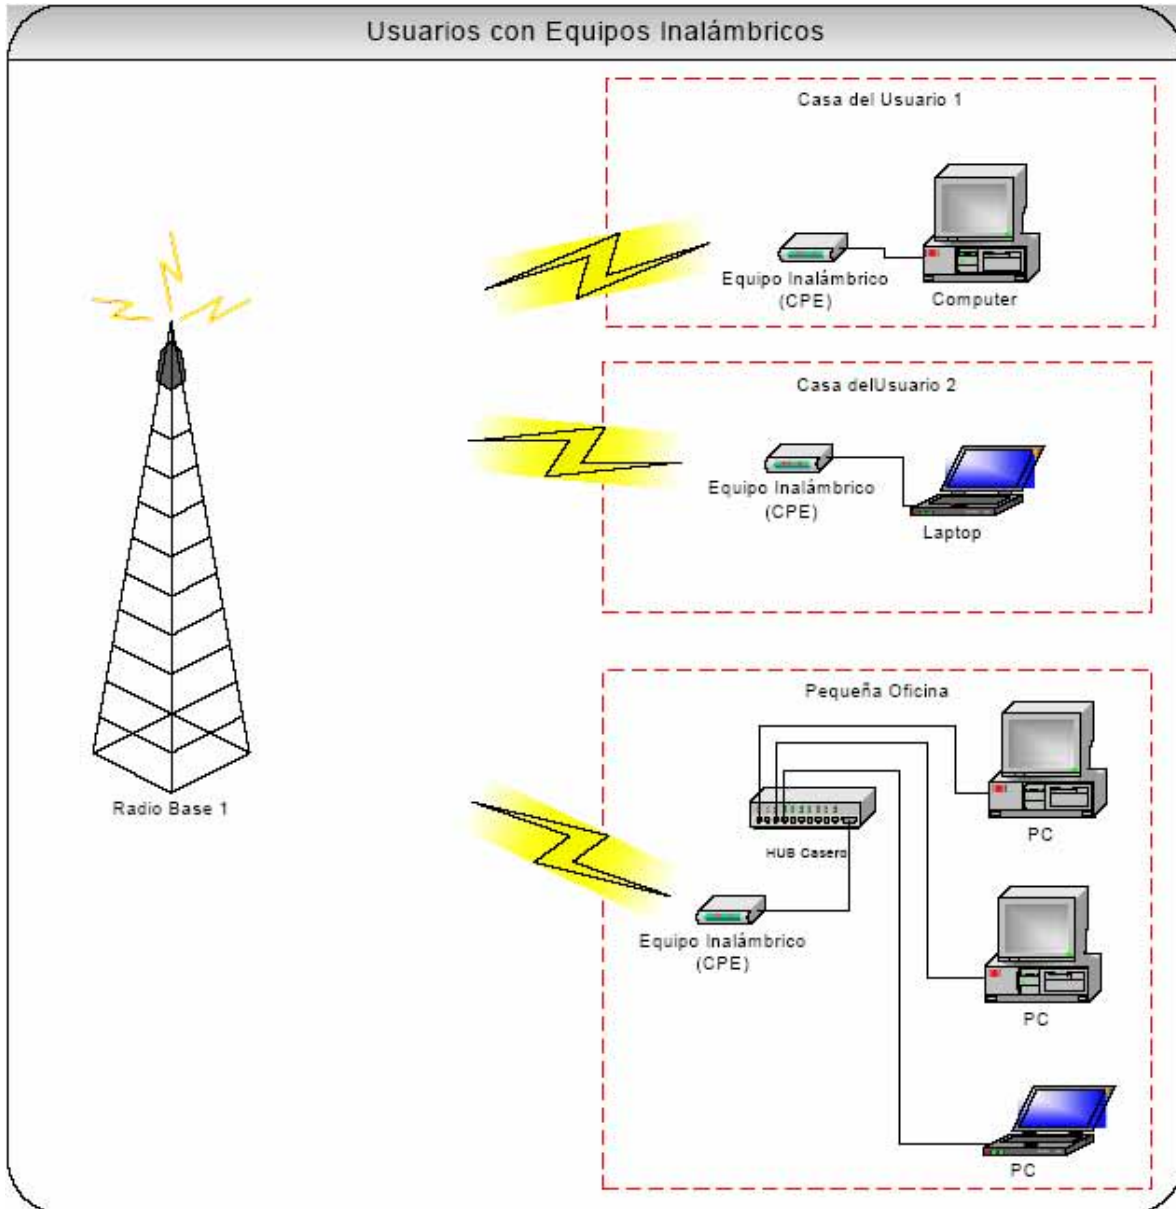 Usuarios con Equipos Inalámbricos
Casa del Usuario 1
Equipo Inalámbrico
(CPE)
Computer
Casa delUsuario 2
Equipo Inalámbrico
(CPE)
Laptop
Radio Base 1
Pequeña Oficina
HUB Casero
PC
Equipo Inalámbrico
(CPE)
PC
PC